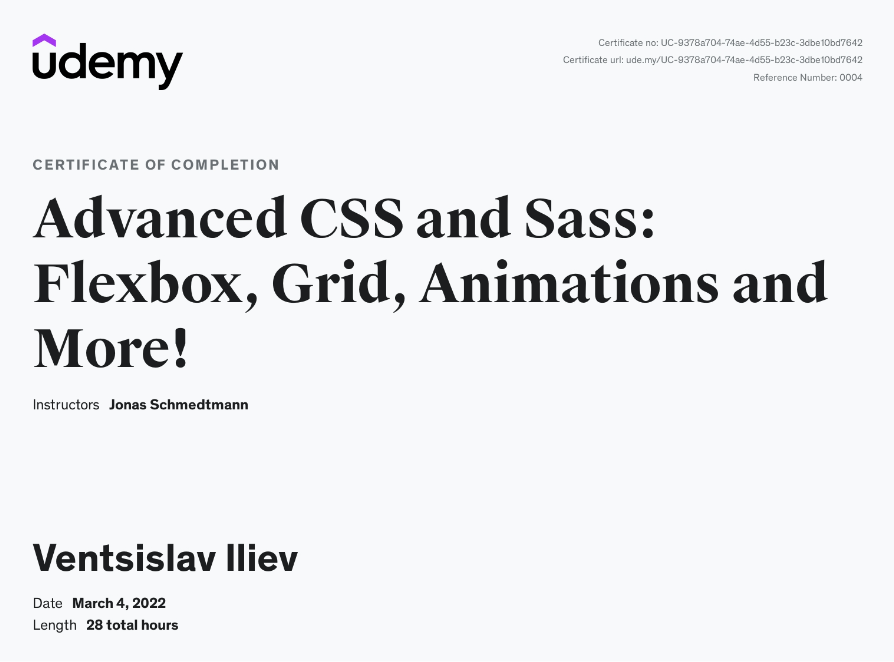 udemy
Certificate no: UC-9378a704-74ae-4d55-b23c-3dbe10bd7642
Certificate url: ude.my/UC-9378a704-74ae-4d55-b23c-3dbe10bd7642
Reference Number: 0004
CERTIFICATE OF COMPLETION
Advanced CSS and Sass:
Flexbox, Grid, Animations and
More!
Instructors Jonas Schmedtmann
Ventsislav Iliev
Date March 4, 2022
Length 28 total hours